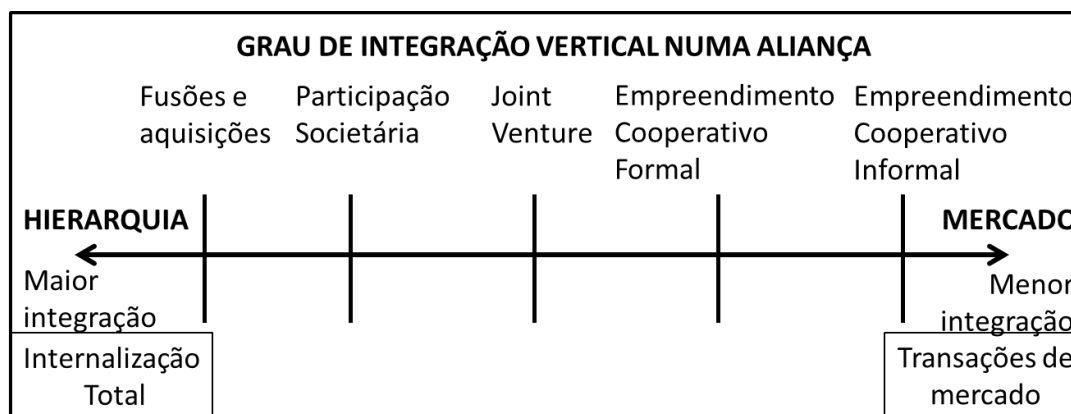 GRAU DE INTEGRAÇÃO VERTICAL NUMA ALIANÇA
Fusões e
aquisições
Participação
Societária
Joint
Venture
Empreendimento
Cooperativo
Formal
Empreendimento
Cooperativo
Informal
HIERARQUIA
MERCADO
Maior
integração
Menor
integração
Internalização
Total
Transações de
mercado